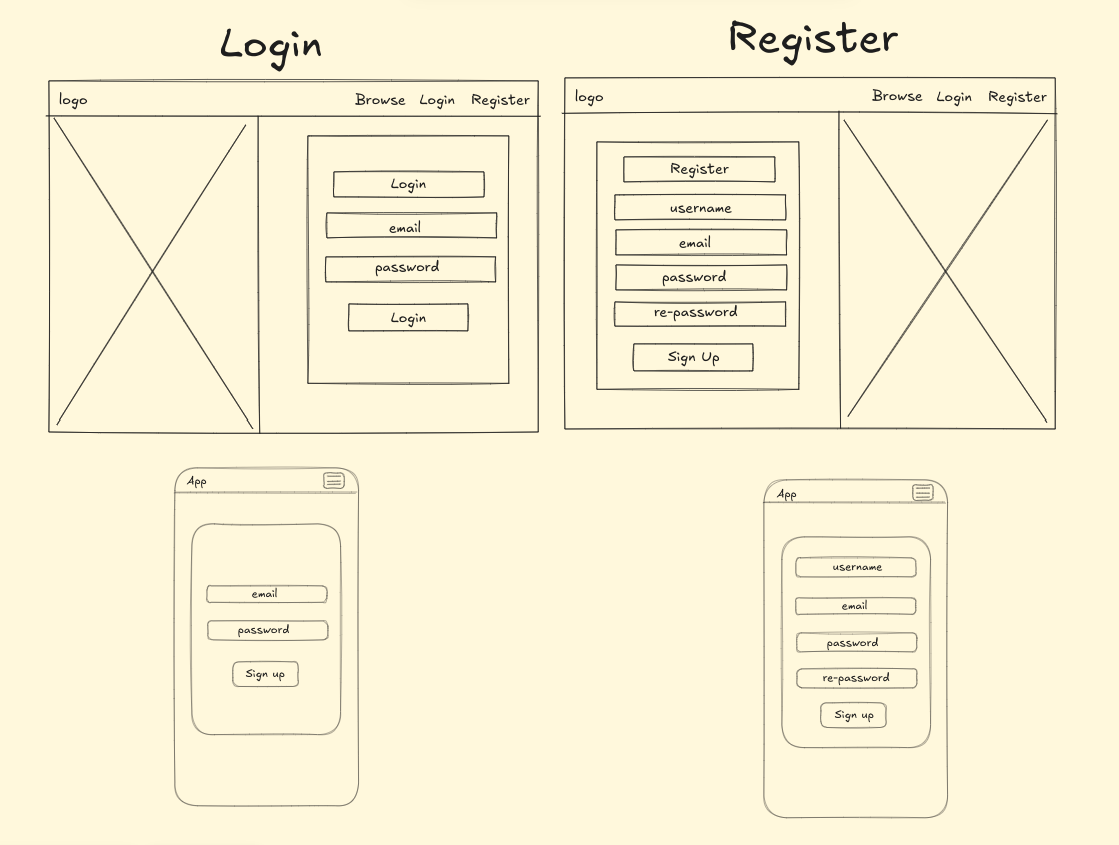 Login
Register
logo
Browse Login Register
Login
email
password
Login
logo
Browse Login Register
Register
username
email
password
re-password
Sign Up
App
email
password
Sign up
App
username
email
password
re-password
Sign up